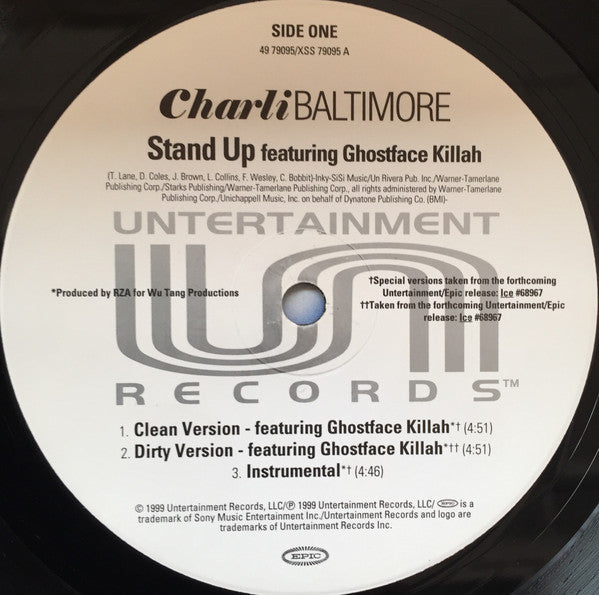 SIDE ONE
49 79095/XSS 79095 A
Charli BALTIMORE
Stand Up featuring Ghostface Killah
(T. Lane, D. Coles, J. Brown, L. Collins, F. Wesley, C. Bobbit)-Inky-SiSi Music/Un Rivera Pub. Inc./Warner-Tamerlane
Publishing Corp./Starks Publishing/Warner-Tamerlane Publishing Corp., all rights administered by Warner-Tamerlane
Publishing Corp./Unichappell Music, Inc. on behalf of Dynatone Publishing Co. (BMI)-
UNTERTAINMENT
*Produced by RZA for Wu Tang Productions
†Special versions taken from the forthcoming
Untertainment/Epic release: Ice #68967
††Taken from the forthcoming Untertainment/Epic
release: Ice #68967
RECORDS™
1. Clean Version - featuring Ghostface Killah*† (4:51)
2. Dirty Version - featuring Ghostface Killah*†† (4:51)
3. Instrumental*† (4:46)
© 1999 Untertainment Records, LLC/℗ 1999 Untertainment Records, LLC/ EPIC is a
trademark of Sony Music Entertainment Inc./Untertainment Records and logo are
trademarks of Untertainment Records Inc.
EPIC